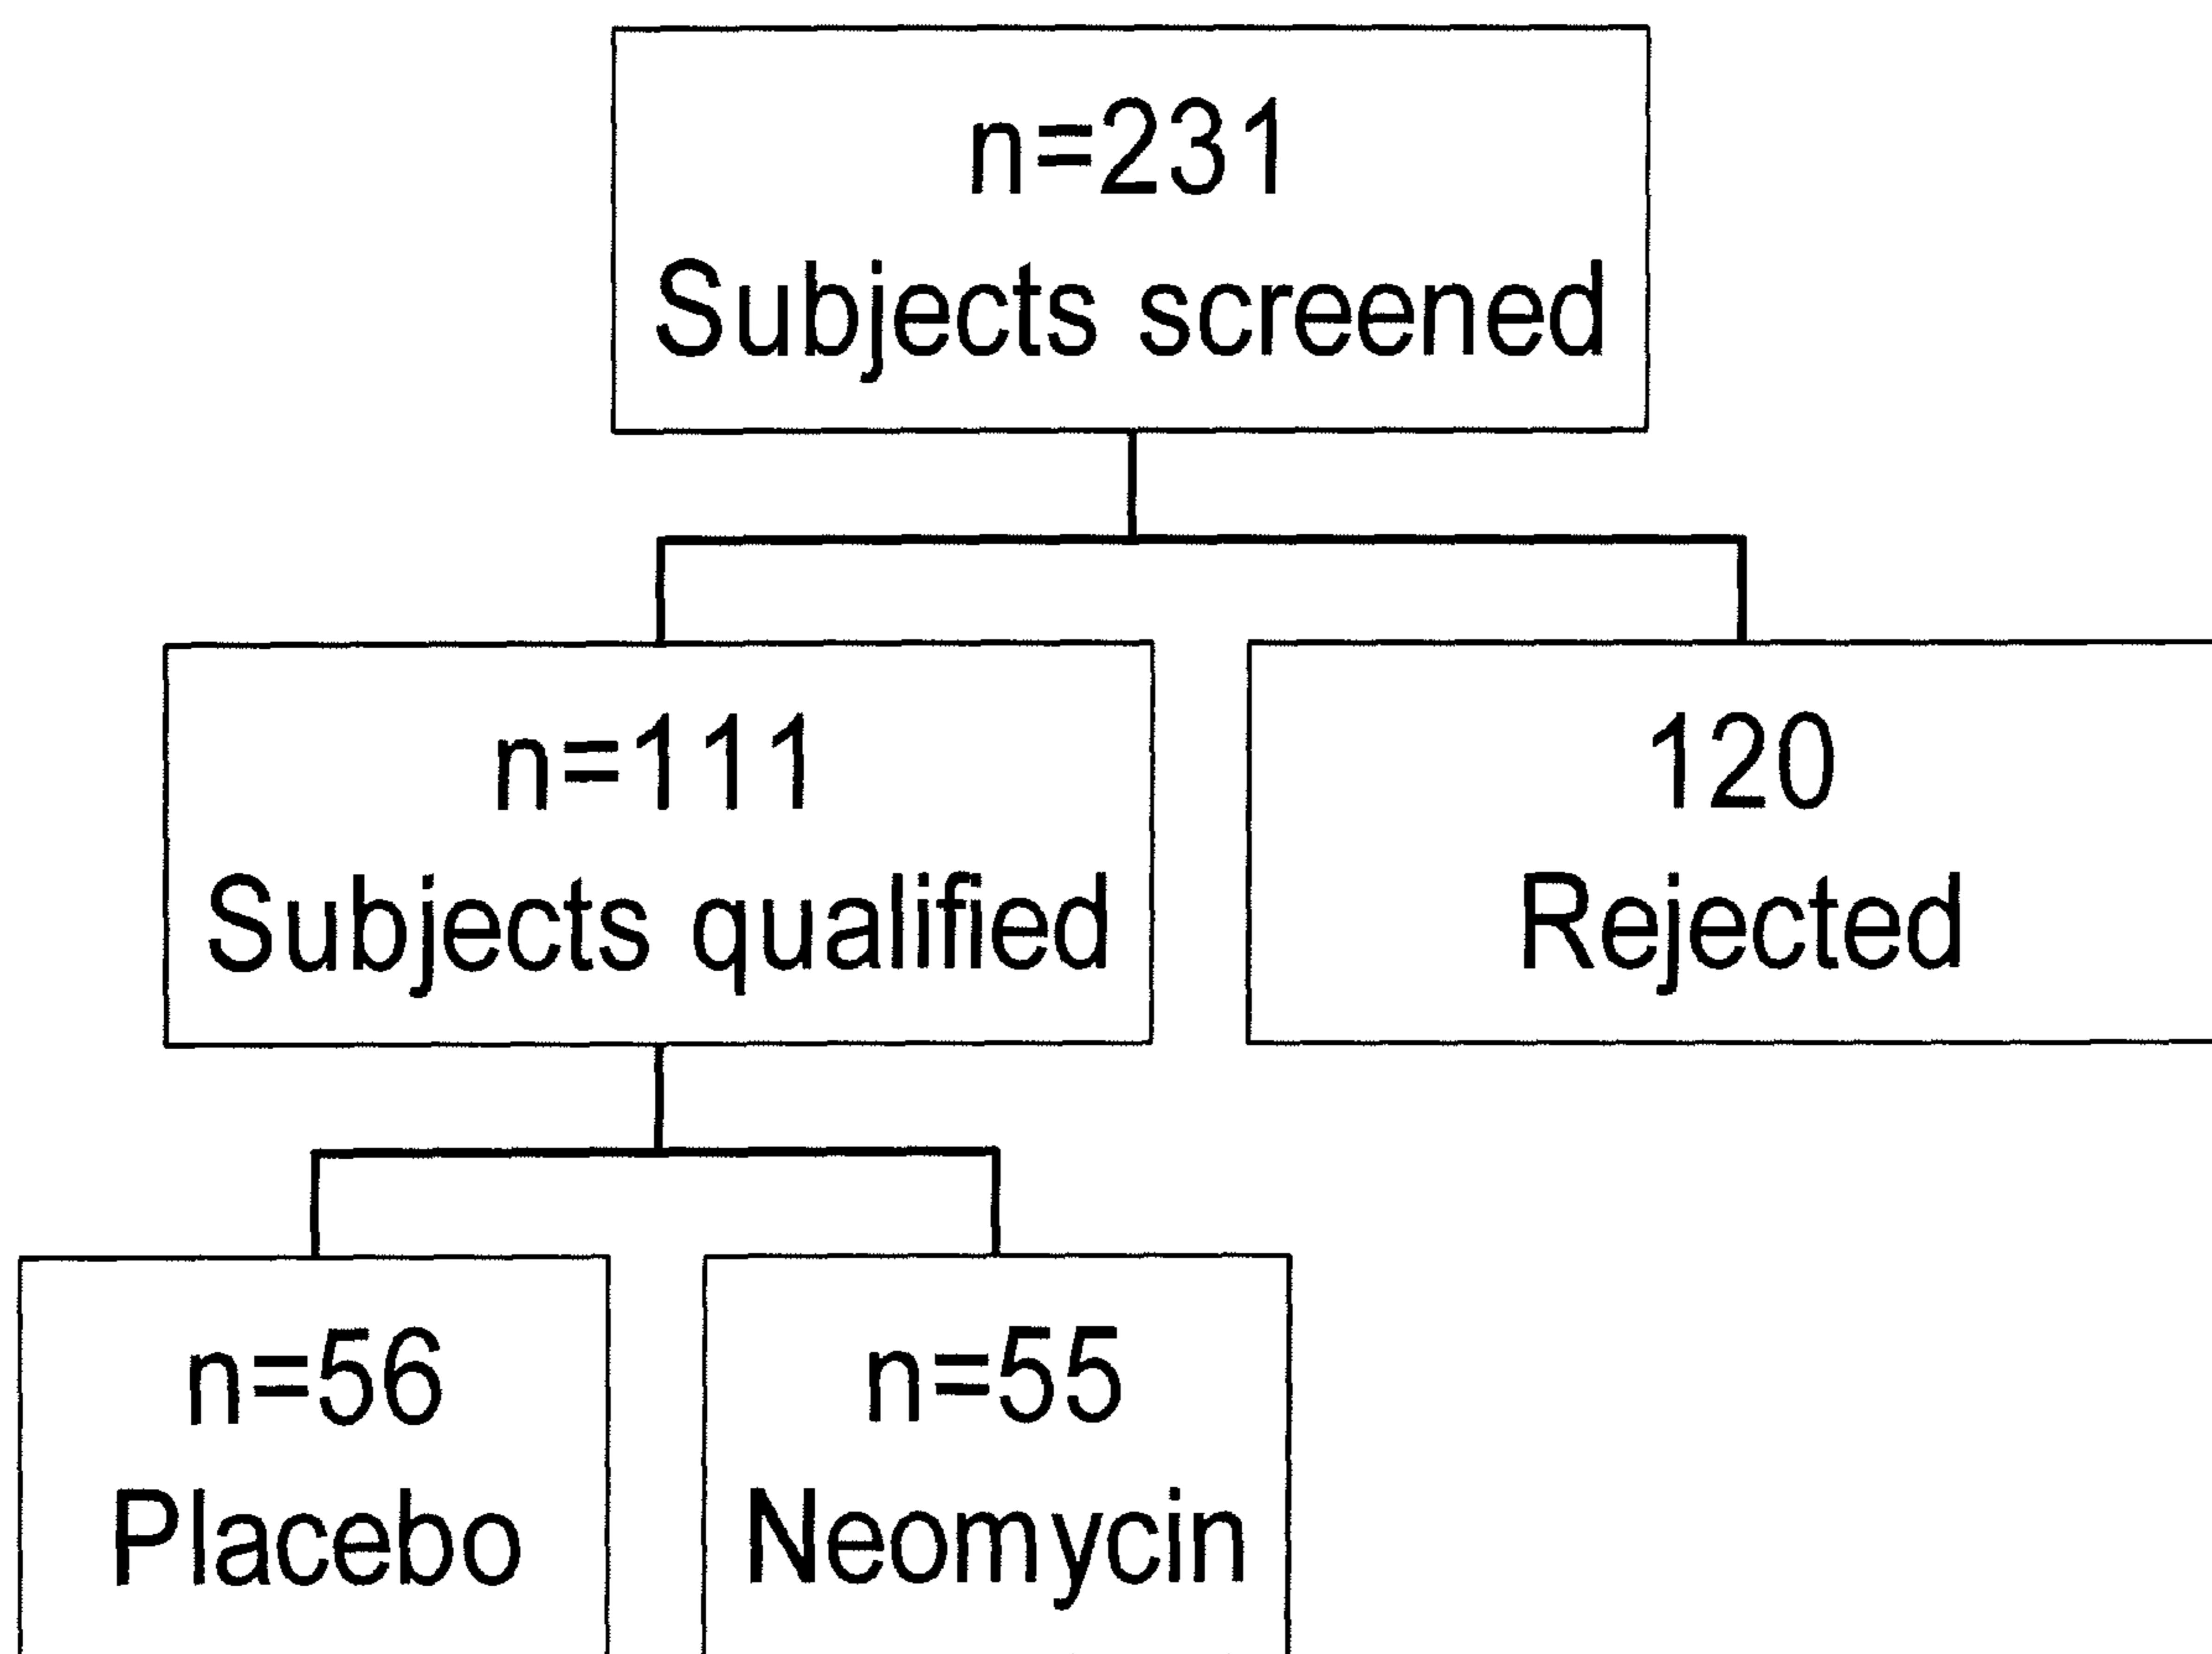 n=231
Subjects screened
n=111
Subjects qualified
120
Rejected
n=56
Placebo
n=55
Neomycin